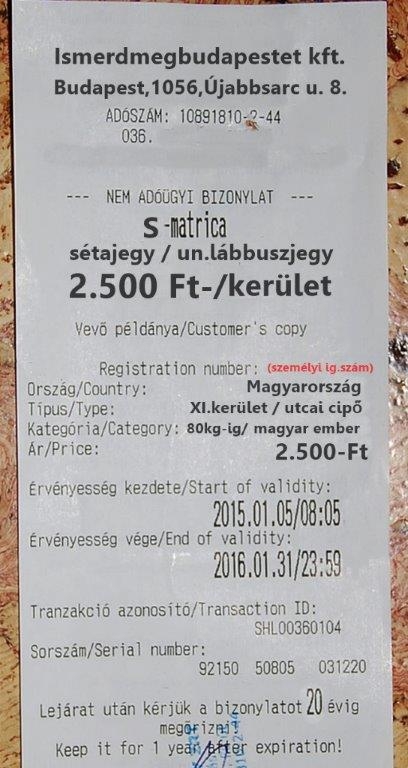 Ismerdmegbudapestet kft.
Budapest,1056,Újabbsarc u. 8.
ADÓSZÁM: 10891810-2-44
036.
--- NEM ADÓÜGYI BIZONYLAT ---
S-matrica
sétajegy / un.lábbuszjegy
2.500 Ft-/kerület
Vevő példánya/Customer's copy
Registration number: (személyi ig.szám)
Ország/Country: Magyarország
Típus/Type: XI.kerület / utcai cipő
Kategória/Category: 80kg-ig/ magyar ember
Ár/Price: 2.500-Ft
Érvényesség kezdete/Start of validity:
2015.01.05/08:05
Érvényesség vége/End of validity:
2016.01.31/23:59
Tranzakció azonosító/Transaction ID:
SHL00360104
Sorszám/Serial number:
92150 50805 031220
Lejárat után kérjük a bizonylatot 20 évig
megőrizni!
Keep it for 1 year after expiration!